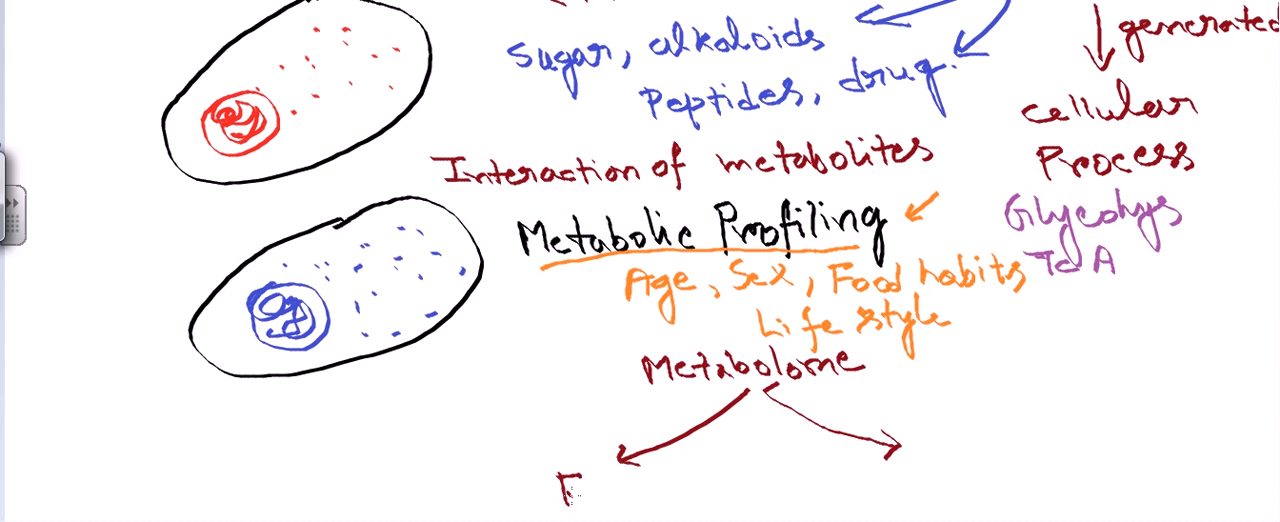 Sugar, alkaloids
Peptides, drug.
generated
cellular
Process
Interaction of metabolites
Metabolic Profiling
Glycolys
TCA
Age, Sex, Food habits
Life style
Metabolome
F